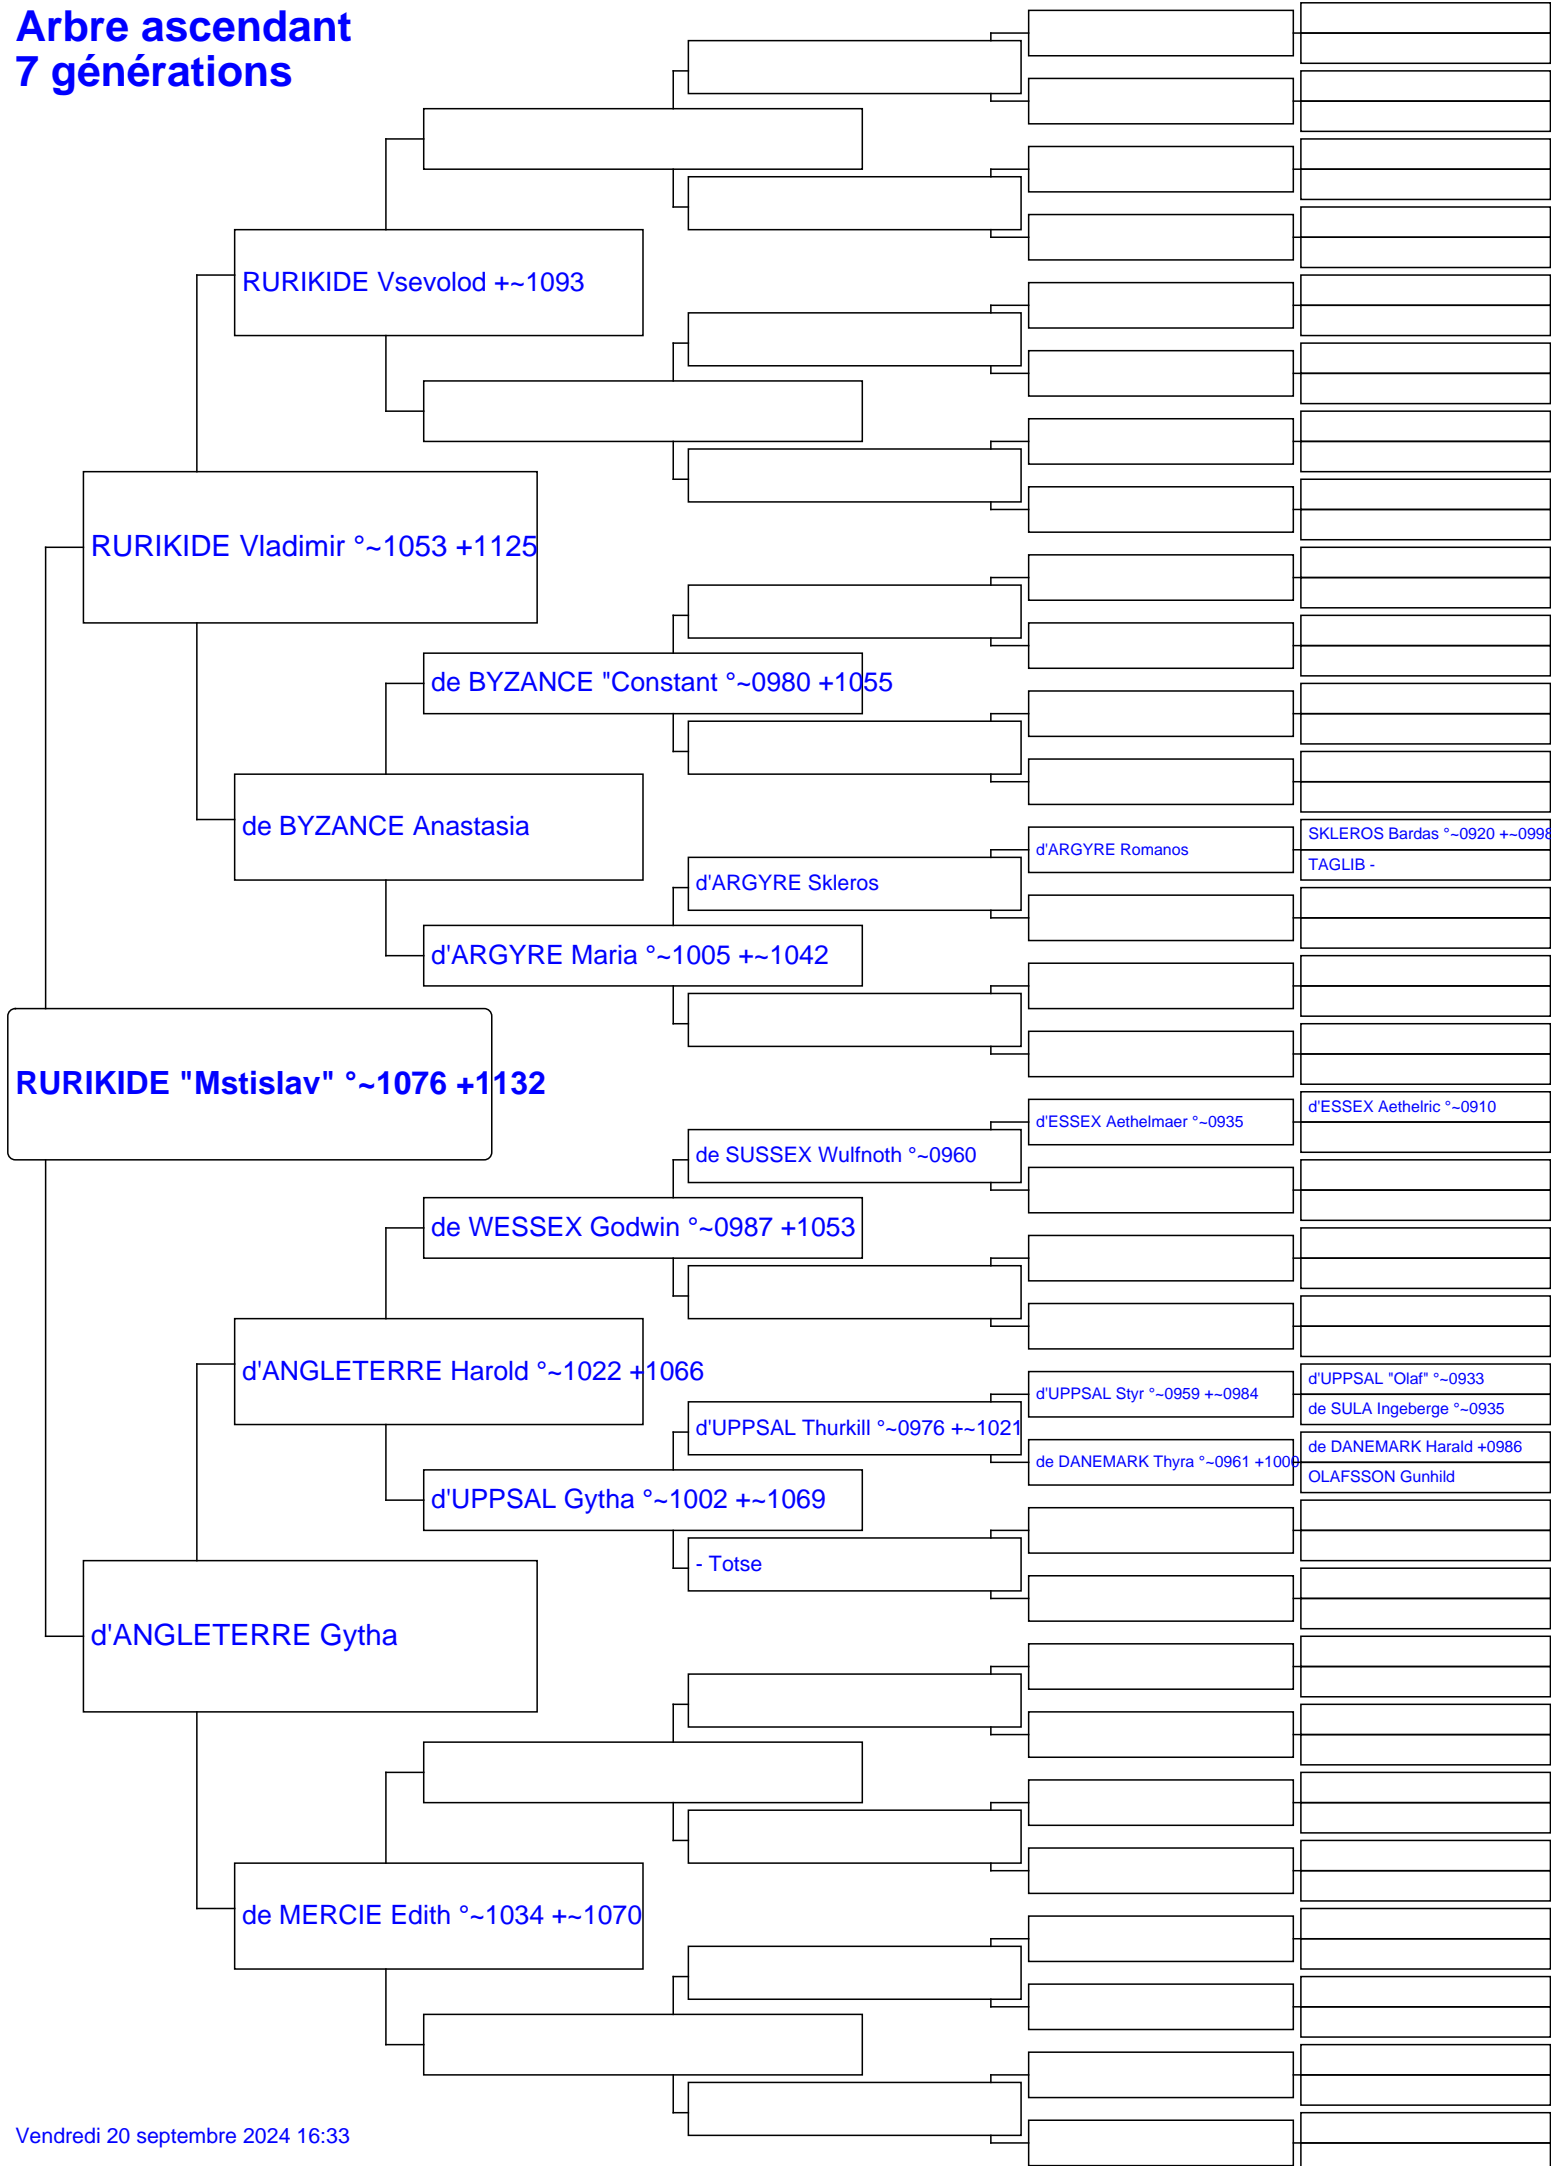 Arbre ascendant
7 générations
RURIKIDE Vsevolod +~1093
RURIKIDE Vladimir °~1053 +1125
de BYZANCE "Constant °~0980 +1055
de BYZANCE Anastasia
SKLEROS Bardas °~0920 +~0998
d'ARGYRE Romanos
TAGLIB -
d'ARGYRE Skleros
d'ARGYRE Maria °~1005 +~1042
RURIKIDE "Mstislav" °~1076 +1132
d'ESSEX Aethelric °~0910
d'ESSEX Aethelmaer °~0935
de SUSSEX Wulfnoth °~0960
de WESSEX Godwin °~0987 +1053
d'ANGLETERRE Harold °~1022 +1066
d'UPPSAL "Olaf" °~0933
d'UPPSAL Styr °~0959 +~0984
de SULA Ingeberge °~0935
d'UPPSAL Thurkill °~0976 +~1021
de DANEMARK Harald +0986
de DANEMARK Thyra °~0961 +1000
OLAFSSON Gunhild
d'UPPSAL Gytha °~1002 +~1069
- Totse
d'ANGLETERRE Gytha
de MERCIE Edith °~1034 +~1070
Vendredi 20 septembre 2024 16:33